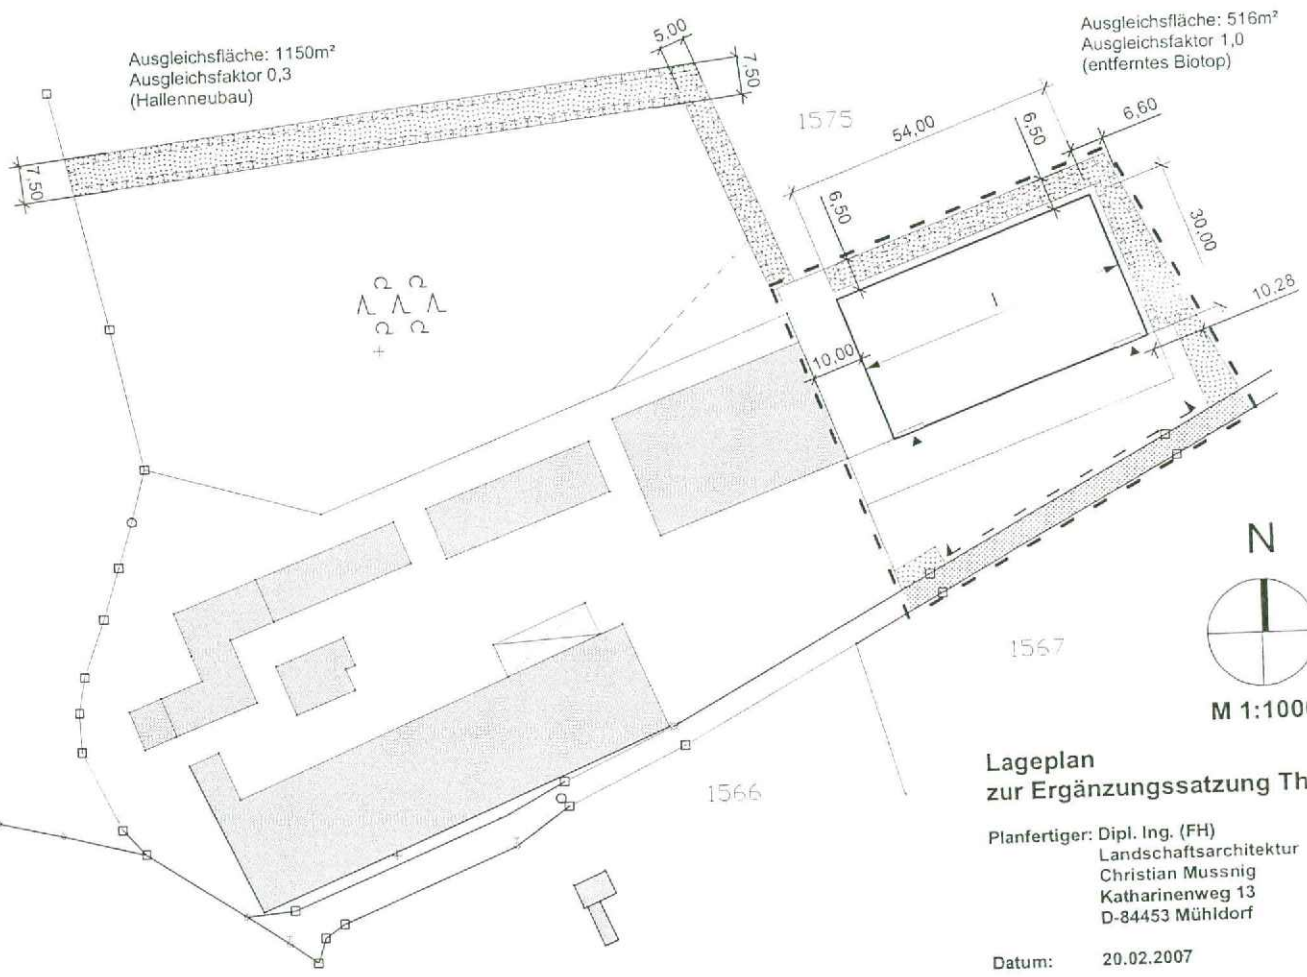 Ausgleichsfläche: 1150m²
Ausgleichsfaktor 0,3
(Hallenneubau)
5,00
7,50
7,50
Ausgleichsfläche: 516m²
Ausgleichsfaktor 1,0
(entferntes Biotop)
1575
54,00
6,50
6,60
6,50
30,00
10,28
10,00
I
N
M 1:1000
1567
1566
Lageplan
zur Ergänzungssatzung Th
Planfertiger: Dipl. Ing. (FH)
Landschaftsarchitektur
Christian Mussnig
Katharinenweg 13
D-84453 Mühldorf
Datum: 20.02.2007